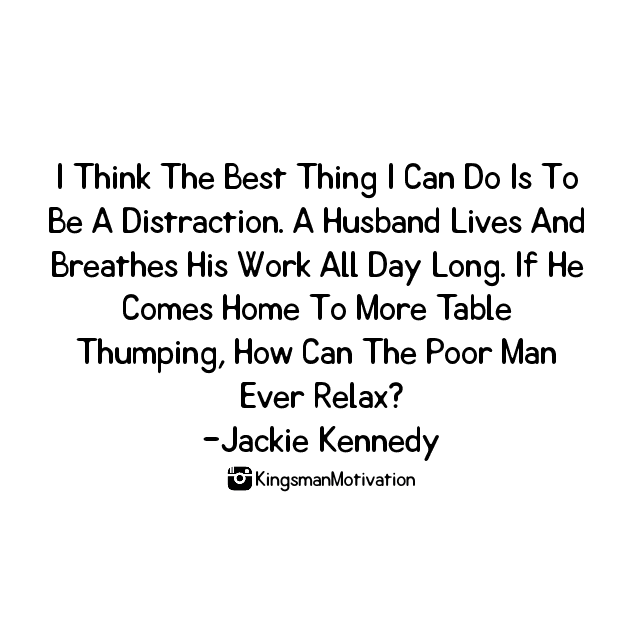 I Think The Best Thing I Can Do Is To
Be A Distraction. A Husband Lives And
Breathes His Work All Day Long. If He
Comes Home To More Table
Thumping, How Can The Poor Man
Ever Relax?
-Jackie Kennedy
KingsmanMotivation